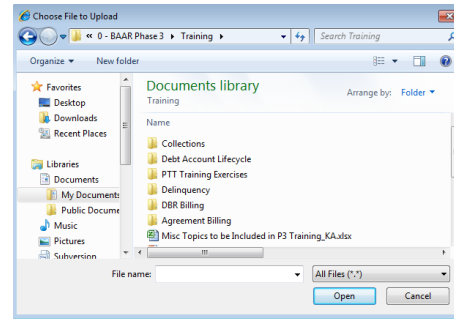 Choose File to Upload
« 0 - BAAR Phase 3 ▸ Training ▸
Search Training
Organize
New folder
Favorites
Desktop
Downloads
Recent Places
Libraries
Documents
My Documents
Public Docume
Music
Pictures
Subversion
Documents library
Training
Arrange by: Folder
Name
Collections
Debt Account Lifecycle
PTT Training Exercises
Delinquency
DBR Billing
Agreement Billing
Misc Topics to be Included in P3 Training_KA.xlsx
File name:
All Files (*.*)
Open
Cancel